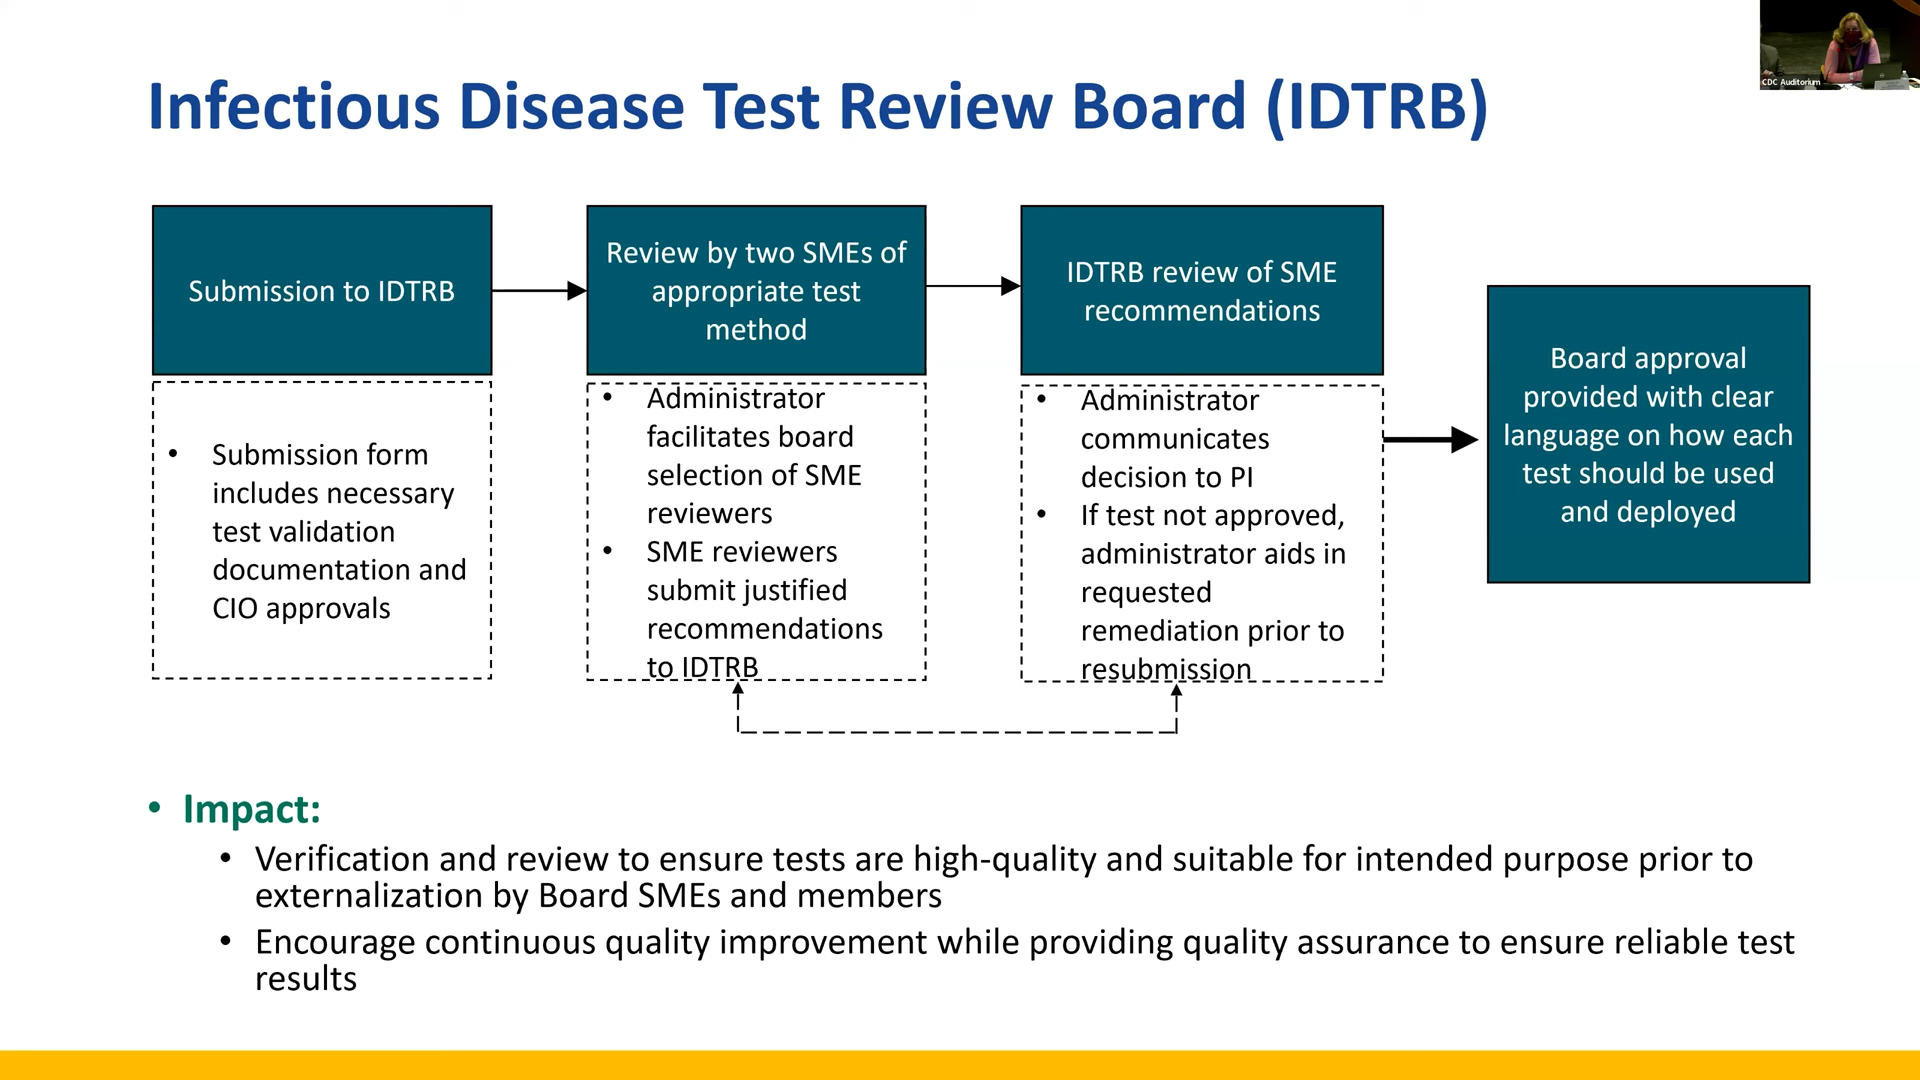 Infectious Disease Test Review Board (IDTRB)
CDC Auditorium
Submission to IDTRB
• Submission form
includes necessary
test validation
documentation and
CIO approvals
Review by two SMEs of
appropriate test
method
• Administrator
facilitates board
selection of SME
reviewers
• SME reviewers
submit justified
recommendations
to IDTRB
IDTRB review of SME
recommendations
• Administrator
communicates
decision to PI
• If test not approved,
administrator aids in
requested
remediation prior to
resubmission
Board approval
provided with clear
language on how each
test should be used
and deployed
• Impact:
• Verification and review to ensure tests are high-quality and suitable for intended purpose prior to
externalization by Board SMEs and members
• Encourage continuous quality improvement while providing quality assurance to ensure reliable test
results